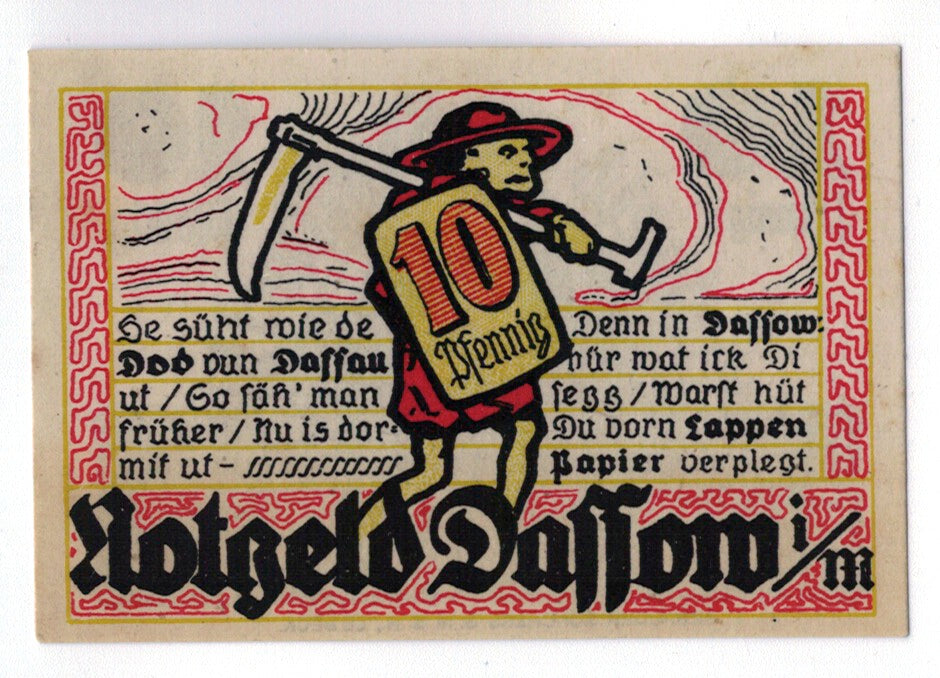 10
Pfennig
He süht wie de
Dod vun Dassau
ut / So säh' man
früher / Nu is dor-
mit ut –
Denn in Dassow:
hür wat ick Di
segg / Warst hüt
Du vorn Lappen
Papier verplegt.
Notgeld Dassow i/m